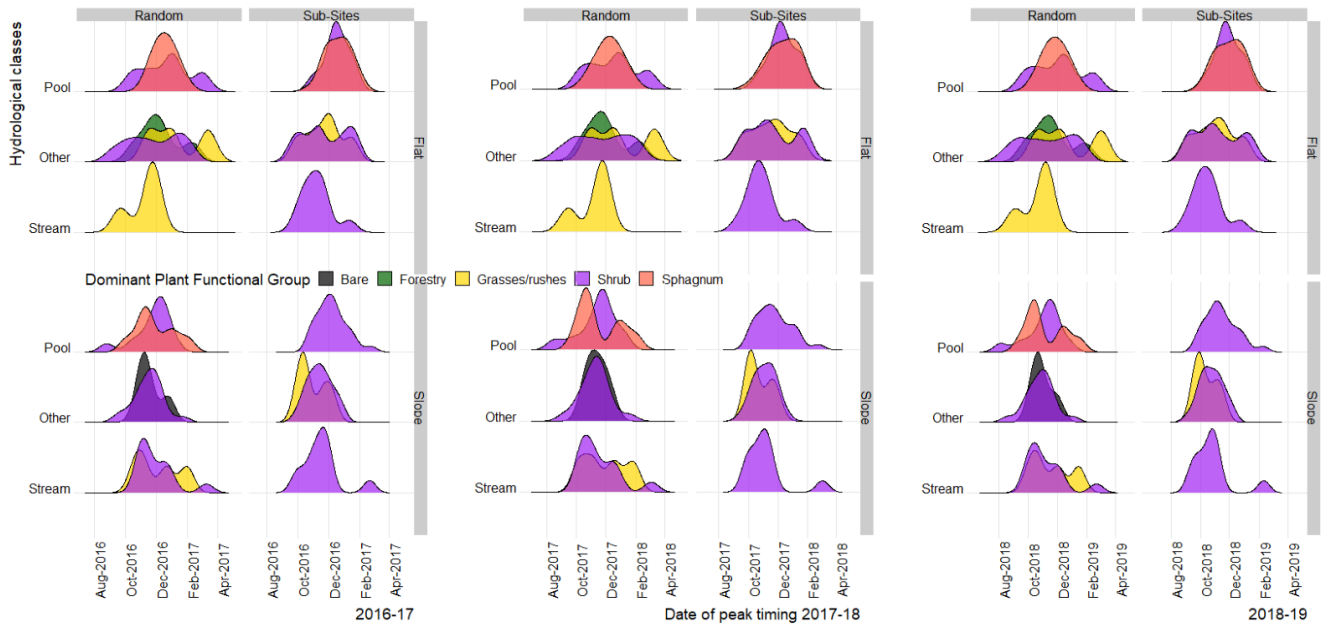 Random Sub-Sites Random Sub-Sites Random Sub-Sites
Hydrological classes
Pool Pool Pool
Flat Flat Flat
Other Other Other
Stream Stream Stream
Dominant Plant Functional Group Bare Forestry Grasses/rushes Shrub Sphagnum
Pool Pool Pool
Slope Slope Slope
Other Other Other
Stream Stream Stream
Aug-2016 Oct-2016 Dec-2016 Feb-2017 Apr-2017 Aug-2016 Oct-2016 Dec-2016 Feb-2017 Apr-2017 Aug-2017 Oct-2017 Dec-2017 Feb-2018 Apr-2018 Aug-2017 Oct-2017 Dec-2017 Feb-2018 Apr-2018 Aug-2018 Oct-2018 Dec-2018 Feb-2019 Apr-2019 Aug-2018 Oct-2018 Dec-2018 Feb-2019 Apr-2019
2016-17 Date of peak timing 2017-18 2018-19